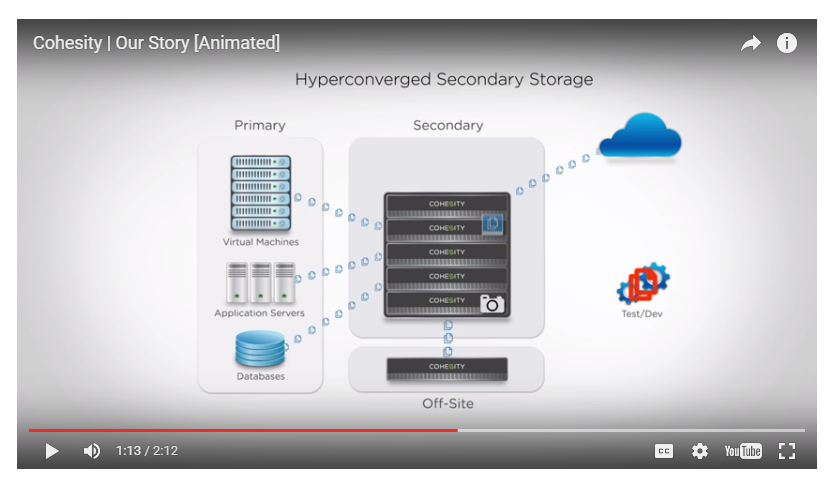 Cohesity | Our Story [Animated]
Hyperconverged Secondary Storage
Primary
Secondary
Virtual Machines
Application Servers
Databases
COHESITY
COHESITY
COHESITY
COHESITY
COHESITY
COHESITY
Off-Site
Test/Dev
1:13 / 2:12
CC
YouTube